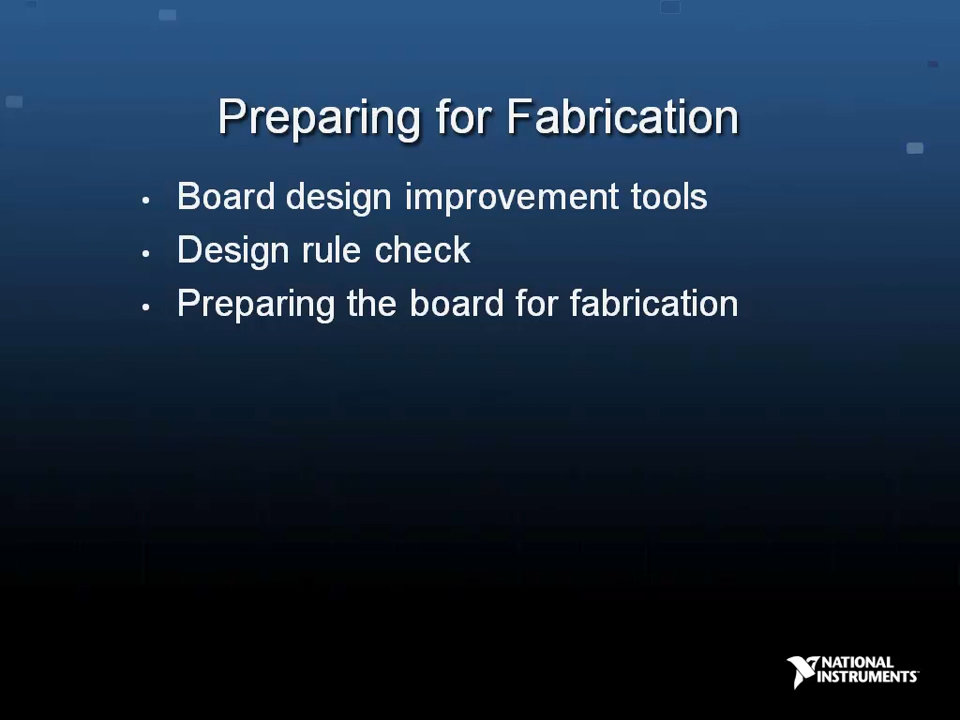 Preparing for Fabrication
• Board design improvement tools
• Design rule check
• Preparing the board for fabrication
NATIONAL
INSTRUMENTS